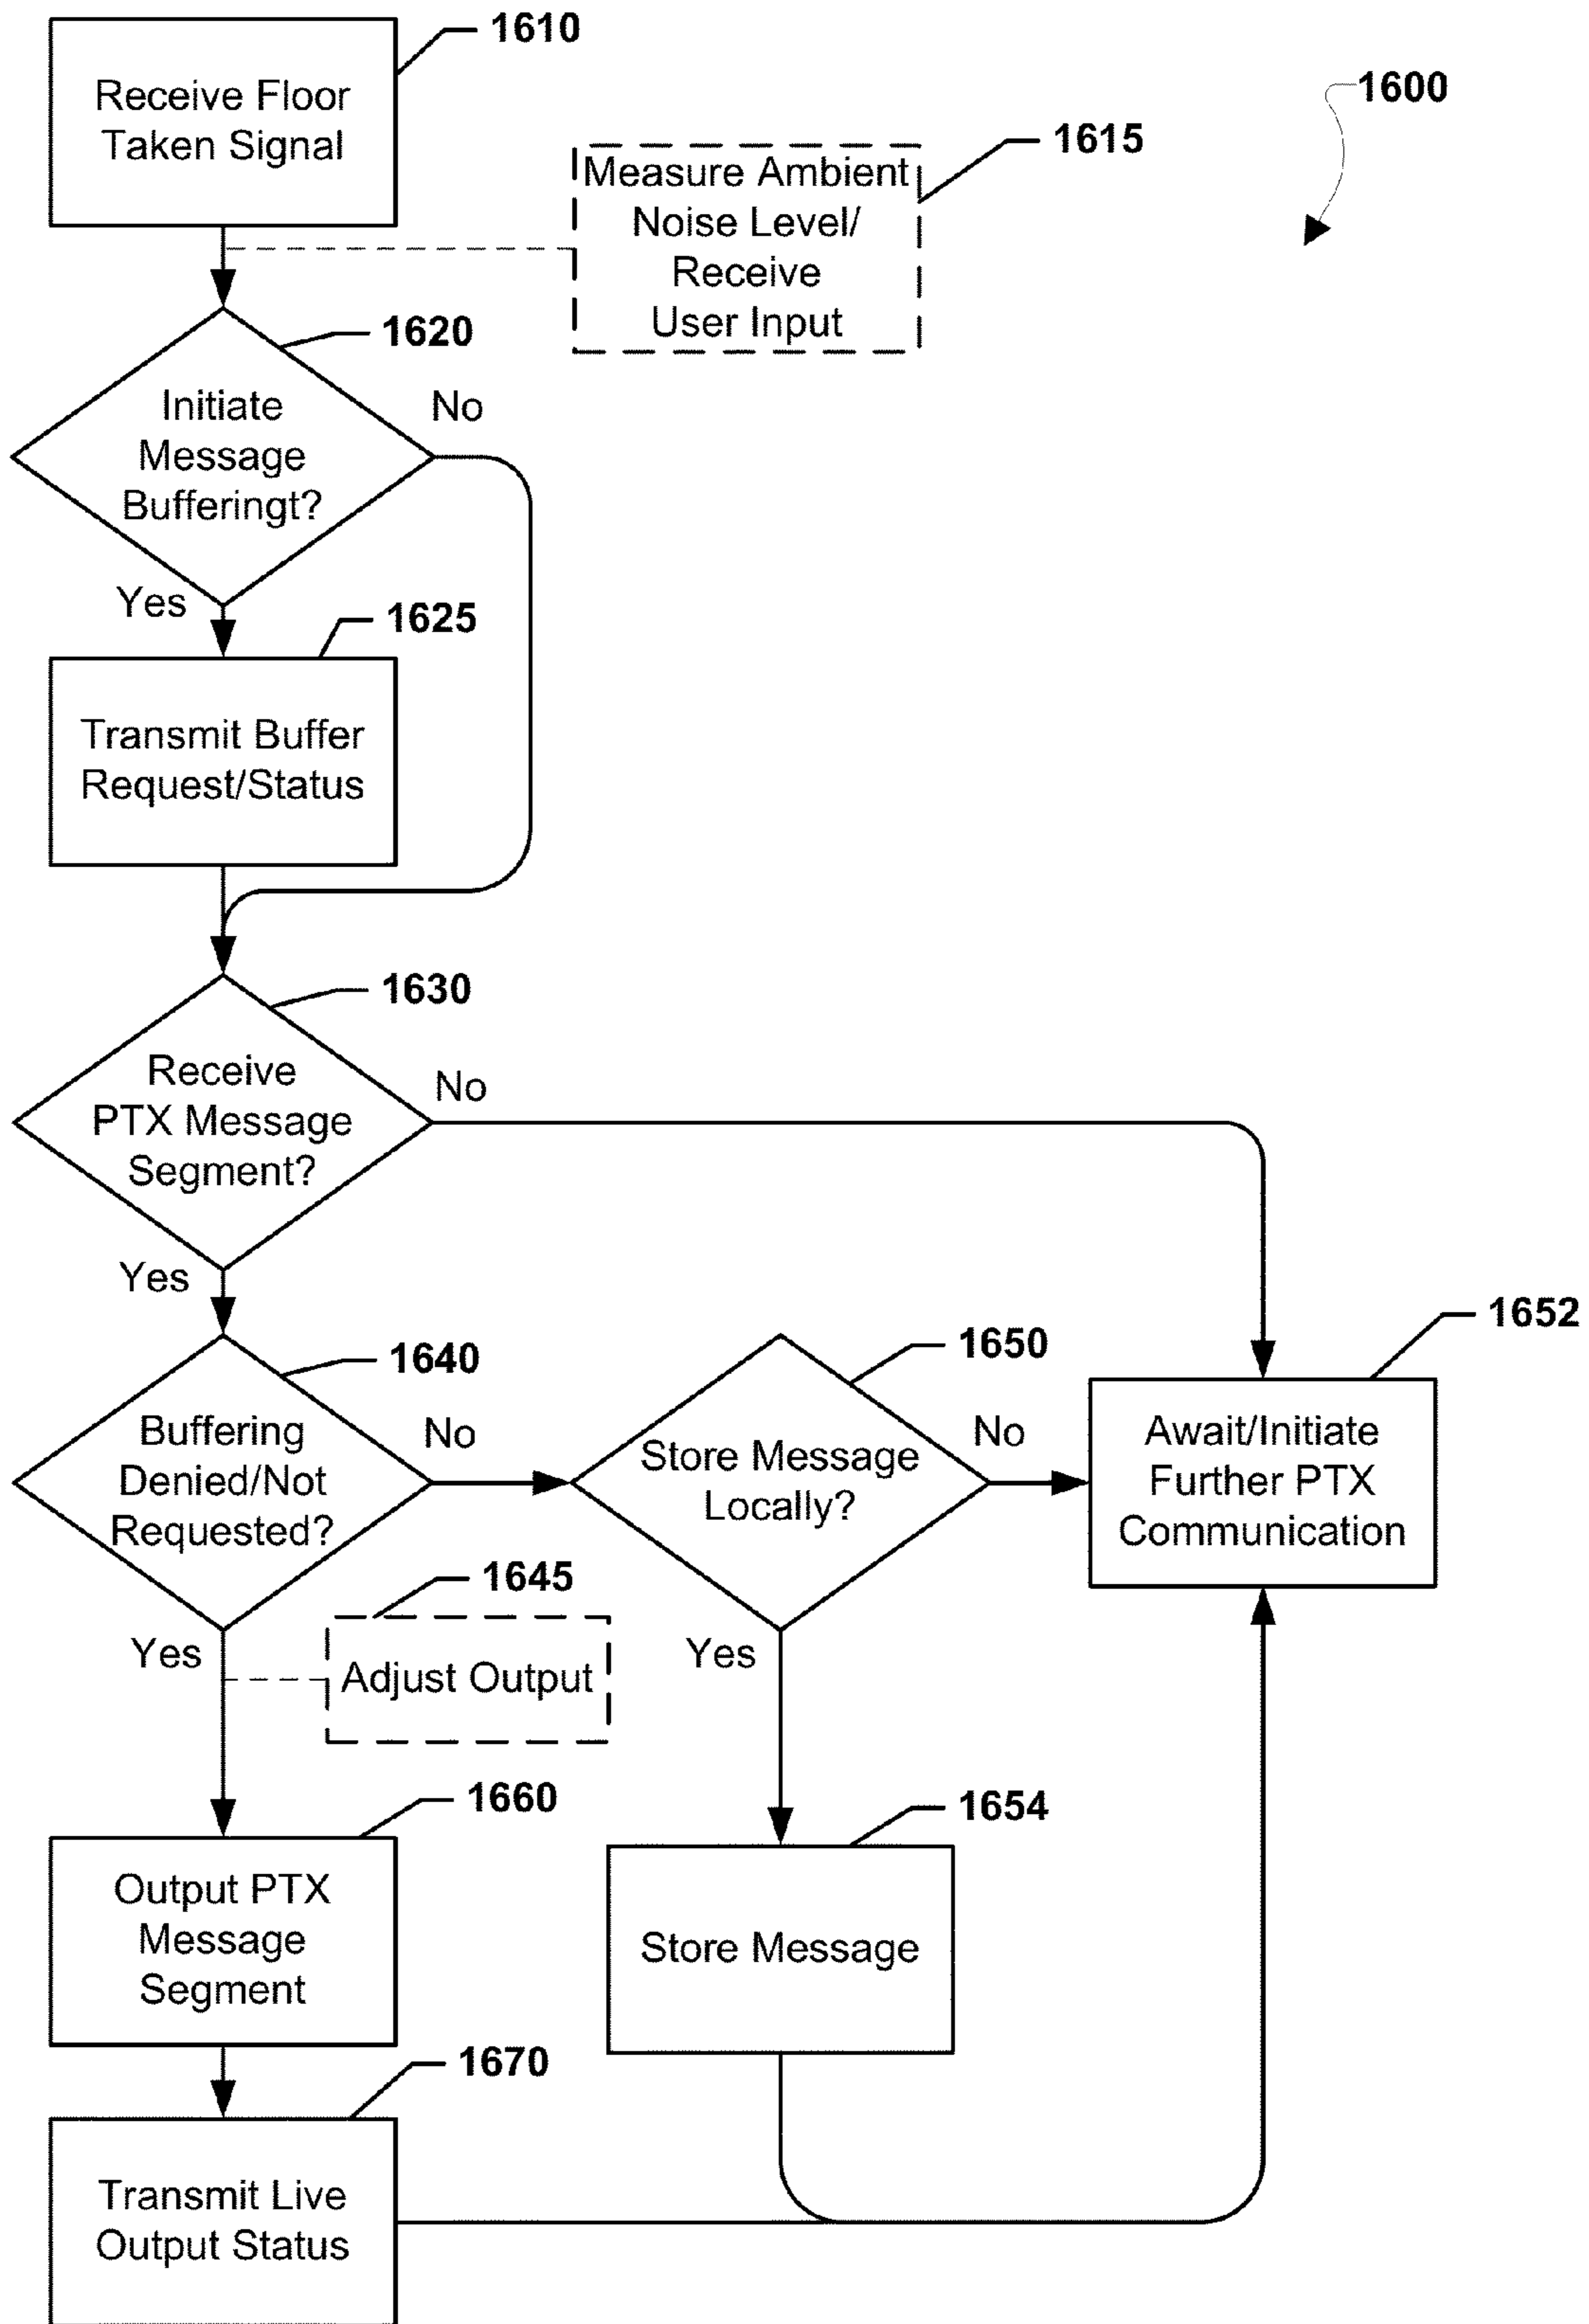 1610
Receive Floor
Taken Signal
1600
1615
Measure Ambient
Noise Level/
Receive
User Input
1620
Initiate
Message
Bufferingt?
No
Yes
1625
Transmit Buffer
Request/Status
1630
Receive
PTX Message
Segment?
No
Yes
1640
Buffering
Denied/Not
Requested?
No
1650
Store Message
Locally?
No
1652
Await/Initiate
Further PTX
Communication
Yes
1645
Adjust Output
Yes
1660
Output PTX
Message
Segment
1654
Store Message
1670
Transmit Live
Output Status